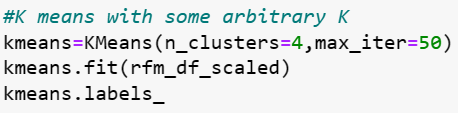 #K means with some arbitrary K
kmeans=KMeans(n_clusters=4,max_iter=50)
kmeans.fit(rfm_df_scaled)
kmeans.labels_